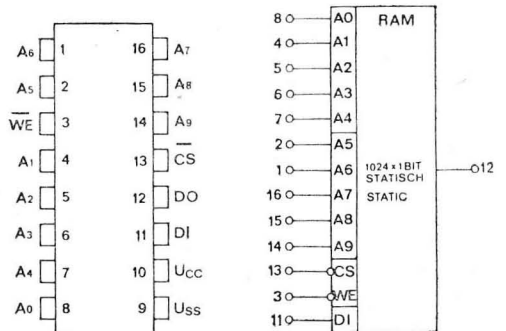 A6 1 16 A7
A5 2 15 A8
WE 3 14 A9
A1 4 13 CS
A2 5 12 DO
A3 6 11 DI
A4 7 10 UCC
A0 8 9 USS
RAM
8 A0
4 A1
5 A2
6 A3
7 A4
2 A5
1 A6
16 A7
15 A8
14 A9
13 CS
3 WE
11 DI
1024 x 1BIT
STATISCH
STATIC
12